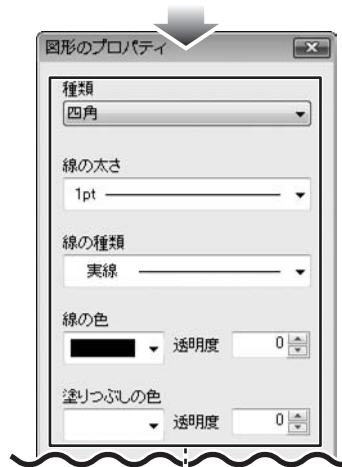 図形のプロパティ
種類
四角
線の太さ
1pt
線の種類
実線
線の色
透明度 0
塗りつぶしの色
透明度 0